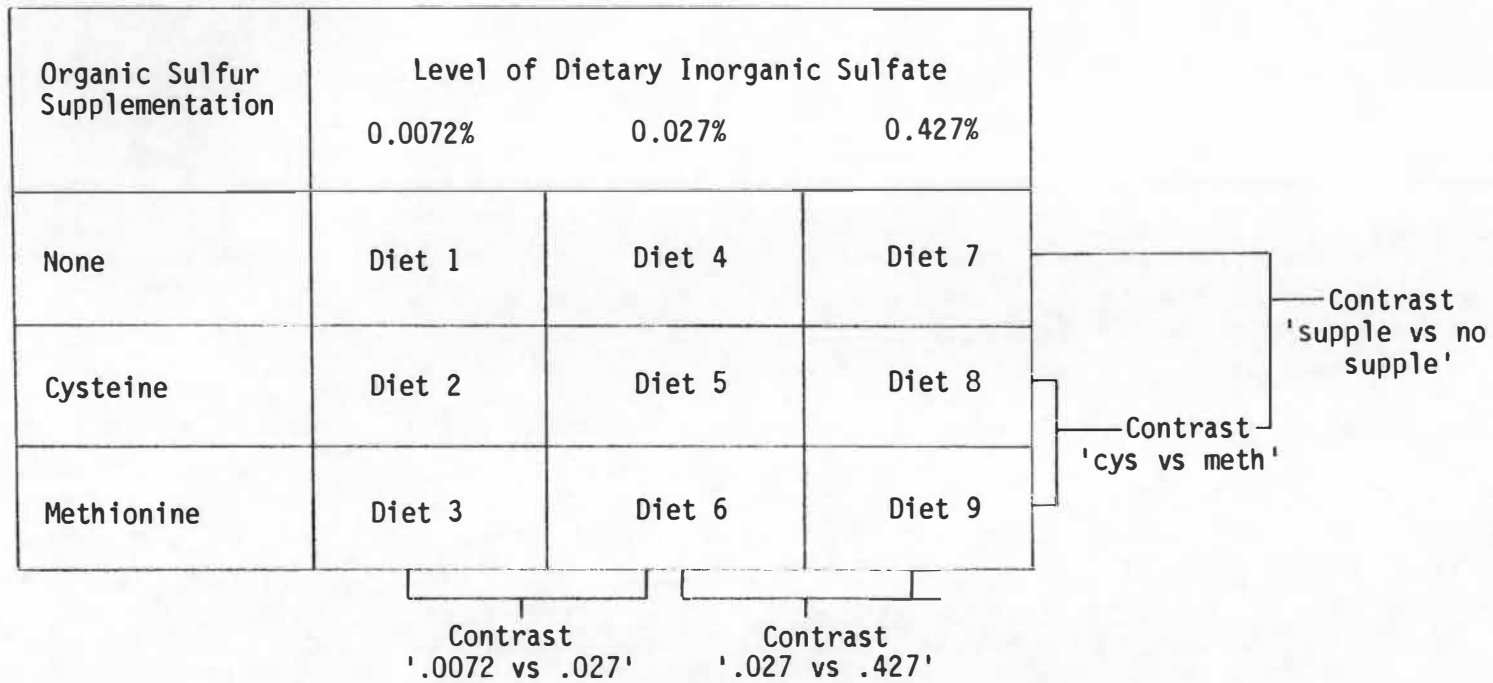 Organic Sulfur
Supplementation
Level of Dietary Inorganic Sulfate
0.0072% 0.027% 0.427%
None Diet 1 Diet 4 Diet 7
Cysteine Diet 2 Diet 5 Diet 8
Methionine Diet 3 Diet 6 Diet 9
Contrast
'supple vs no
supple'
Contrast
'cys vs meth'
Contrast
'.0072 vs .027'
Contrast
'.027 vs .427'